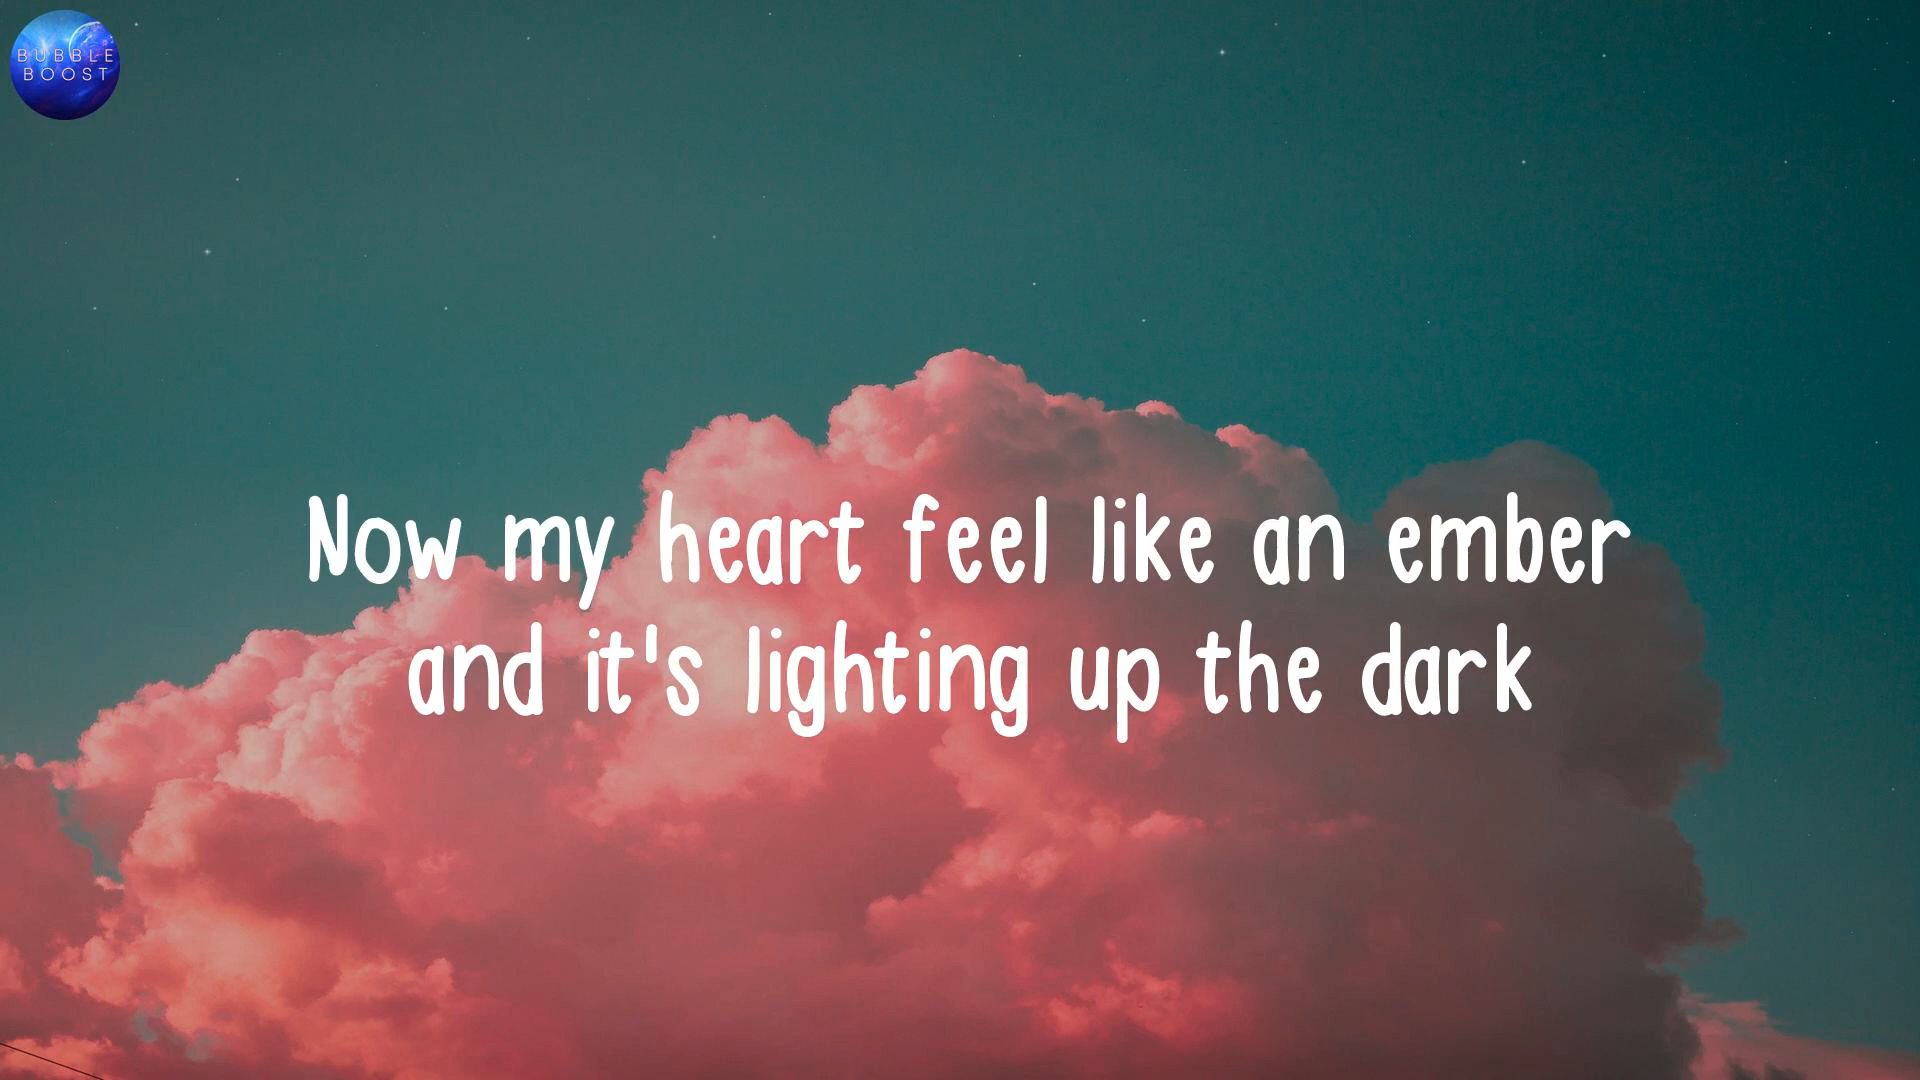 BUBBLE
BOOST
Now my heart feel like an ember
and it's lighting up the dark